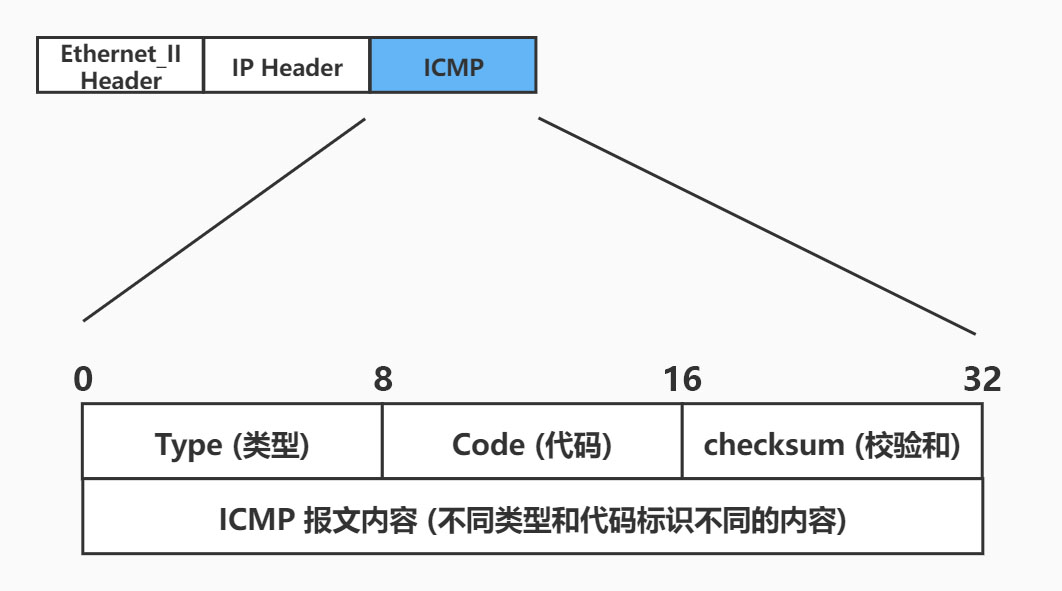 Ethernet_II
Header
IP Header
ICMP
0
8
16
32
Type (类型)
Code (代码)
checksum (校验和)
ICMP 报文内容 (不同类型和代码标识不同的内容)